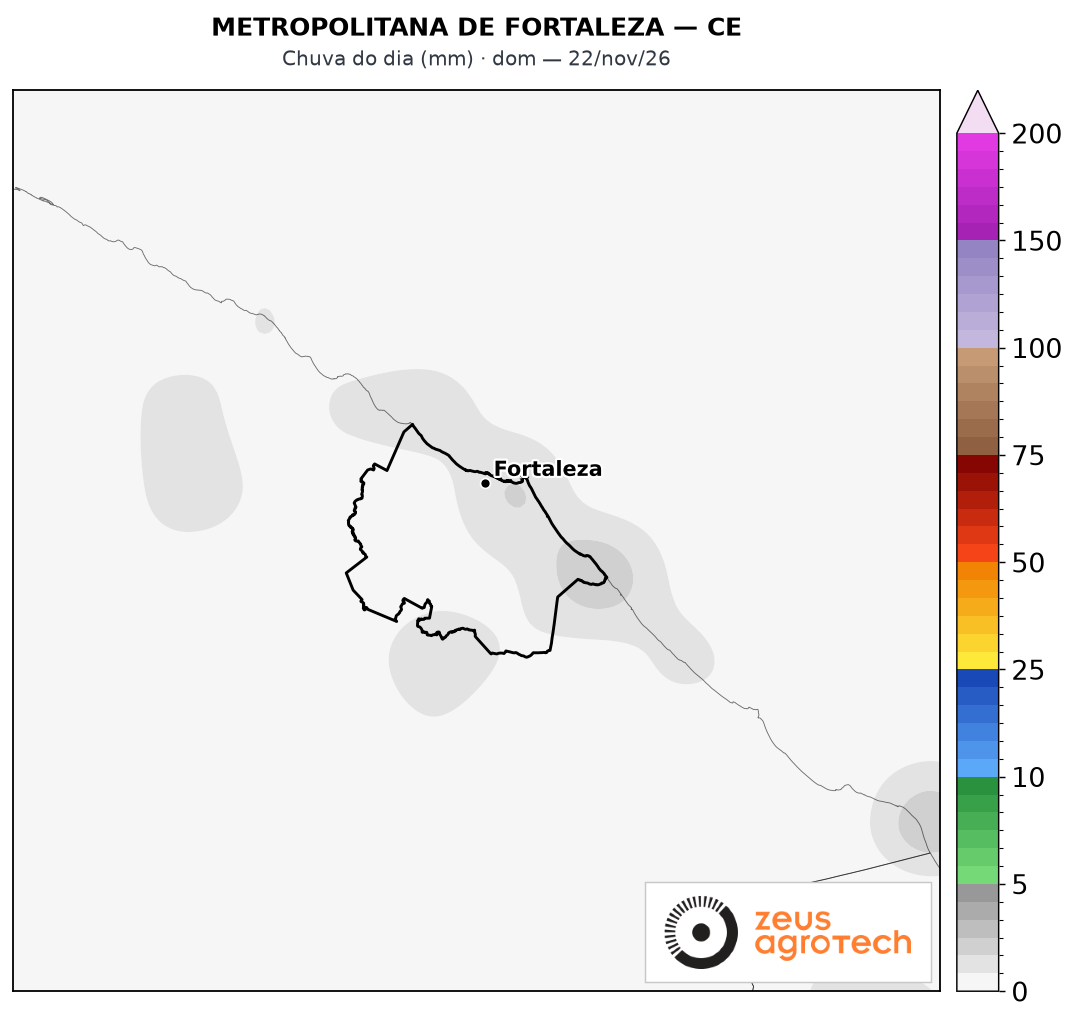 METROPOLITANA DE FORTALEZA — CE
Chuva do dia (mm) · dom — 22/nov/26
200
150
100
75
50
25
10
5
0
Fortaleza
zeus
agrotech